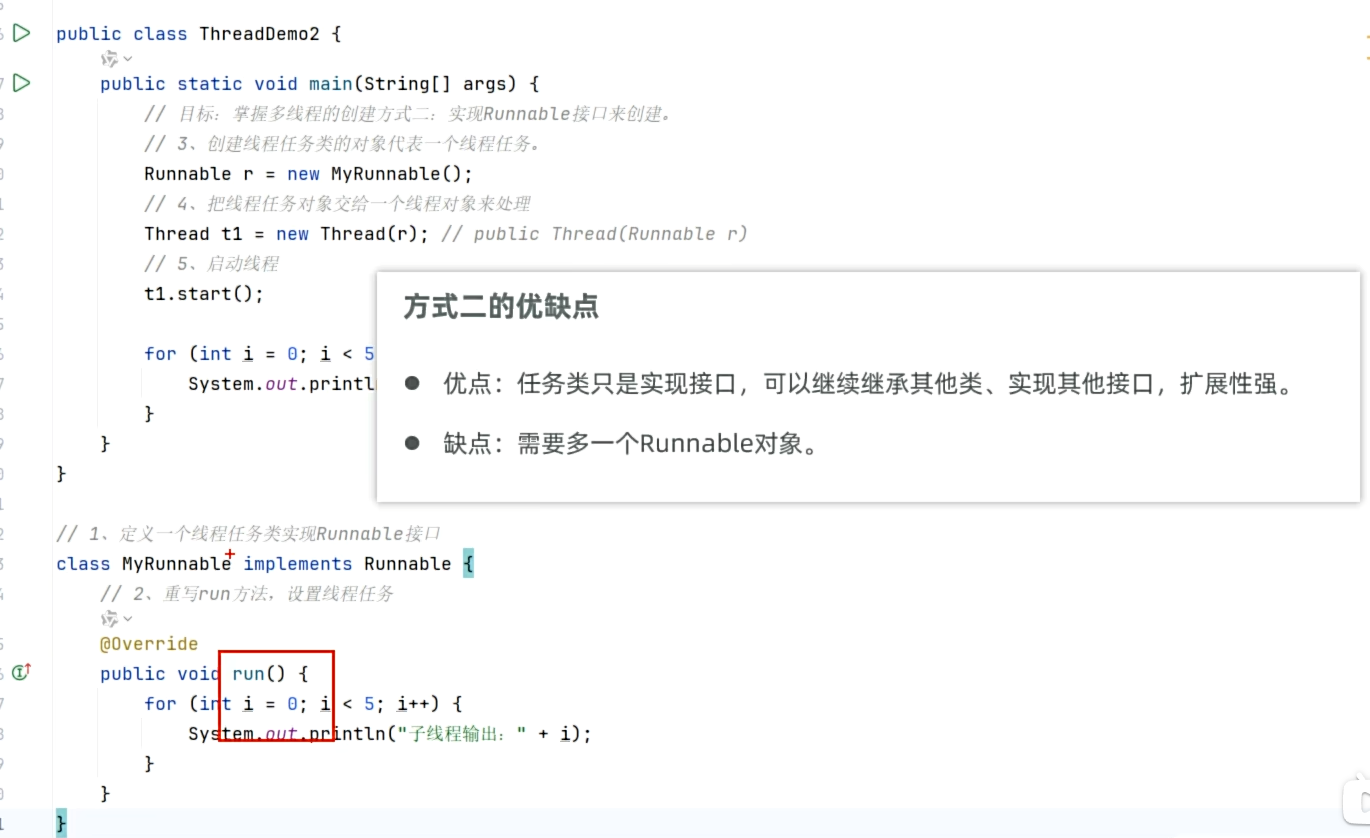 public class ThreadDemo2 {
public static void main(String[] args) {
// 目标：掌握多线程的创建方式二：实现Runnable接口来创建。
// 3、创建线程任务类的对象代表一个线程任务。
Runnable r = new MyRunnable();
// 4、把线程任务对象交给一个线程对象来处理
Thread t1 = new Thread(r); // public Thread(Runnable r)
// 5、启动线程
t1.start();
for (int i = 0; i < 5
System.out.printl
}
}
}
方式二的优缺点
● 优点：任务类只是实现接口，可以继续继承其他类、实现其他接口，扩展性强。
● 缺点：需要多一个Runnable对象。
// 1、定义一个线程任务类实现Runnable接口
class MyRunnable implements Runnable {
// 2、重写run方法，设置线程任务
@Override
public void run() {
for (int i = 0; i < 5; i++) {
System.out.println("子线程输出：" + i);
}
}
}